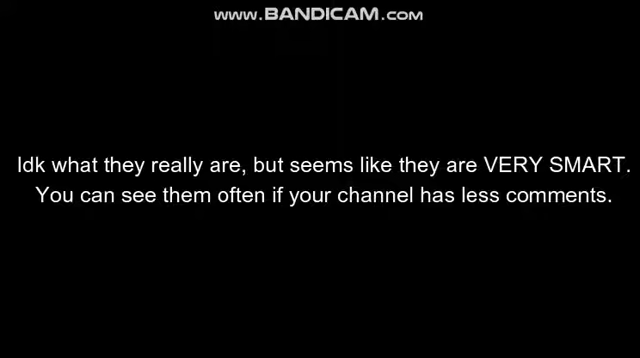 www.BANDICAM.com
Idk what they really are, but seems like they are VERY SMART.
You can see them often if your channel has less comments.